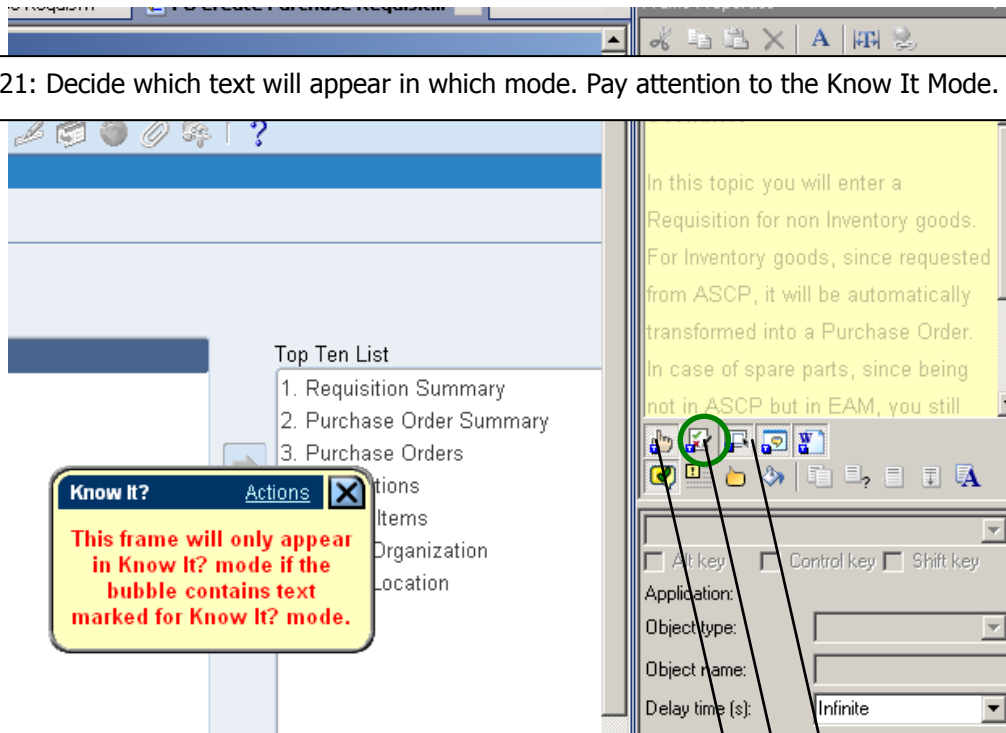 21: Decide which text will appear in which mode. Pay attention to the Know It Mode.
In this topic you will enter a
Requisition for non Inventory goods.
For Inventory goods, since requested
from ASCP, it will be automatically
transformed into a Purchase Order.
In case of spare parts, since being
not in ASCP but in EAM, you still
Top Ten List
1. Requisition Summary
2. Purchase Order Summary
3. Purchase Orders
tions
Items
Organization
Location
Know It?
Actions
This frame will only appear
in Know It? mode if the
bubble contains text
marked for Know It? mode.
Alt key
Control key
Shift key
Application:
Object type:
Object name:
Delay time (s):
Infinite